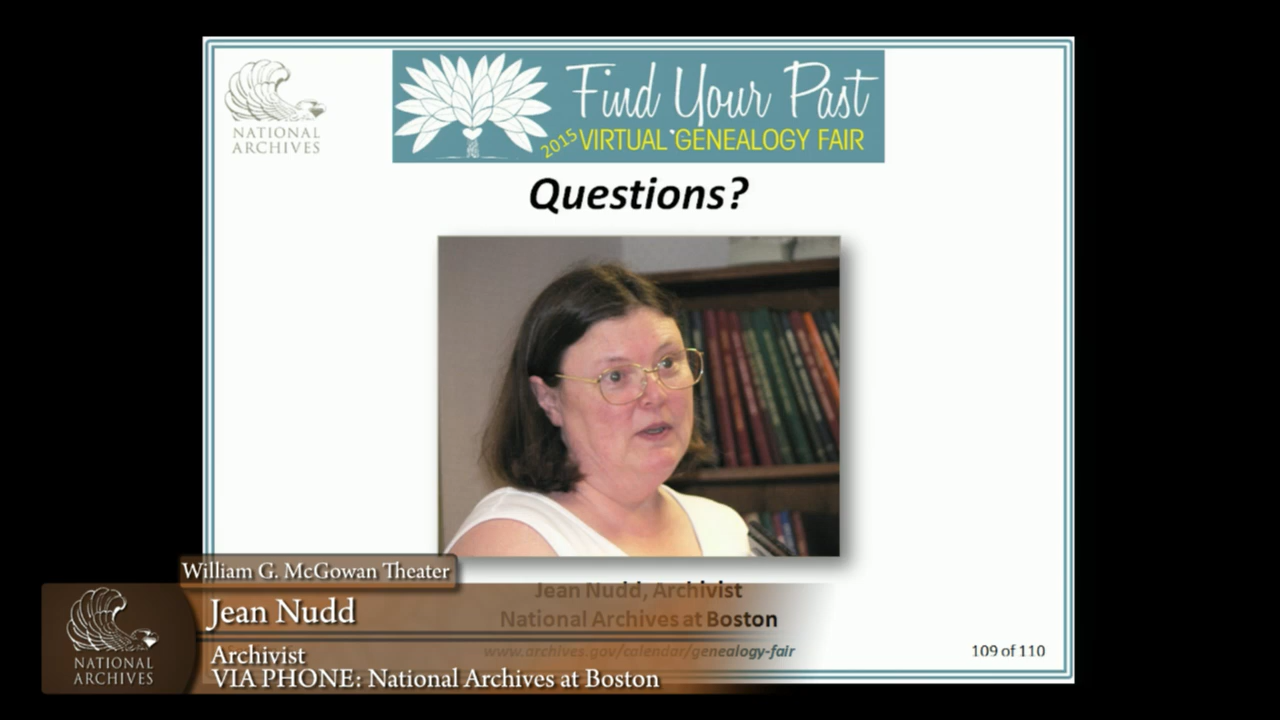 NATIONAL
ARCHIVES
Find Your Past
2015 VIRTUAL GENEALOGY FAIR
Questions?
William G. McGowan Theater
Jean Nudd, Archivist
Jean Nudd
National Archives at Boston
www.archives.gov/calendar/genealogy-fair
109 of 110
Archivist
VIA PHONE: National Archives at Boston
NATIONAL
ARCHIVES